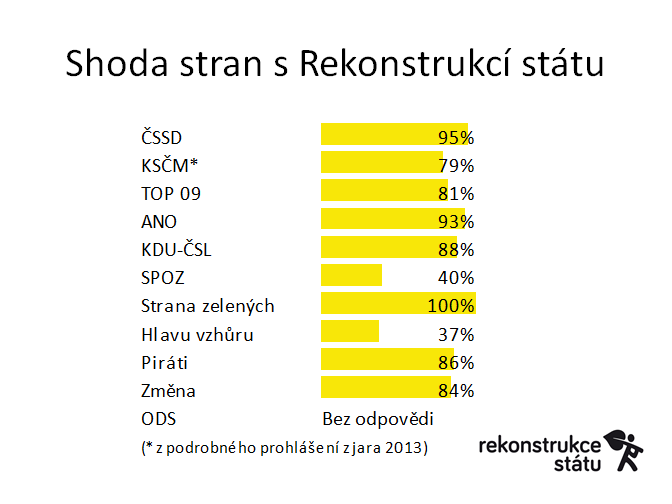 Shoda stran s Rekonstrukcí státu
ČSSD 95%
KSČM* 79%
TOP 09 81%
ANO 93%
KDU-ČSL 88%
SPOZ 40%
Strana zelených 100%
Hlavu vzhůru 37%
Piráti 86%
Změna 84%
ODS Bez odpovědi
(* z podrobného prohlášení z jara 2013)
rekonstrukce
státu